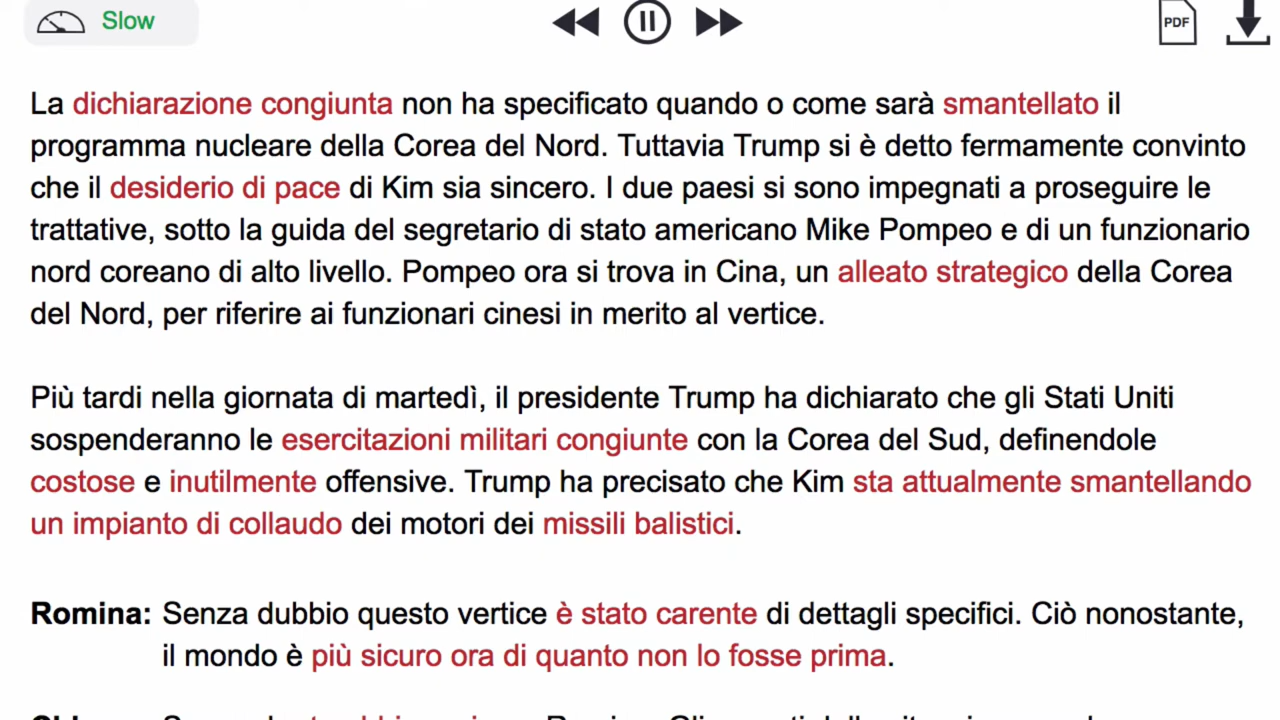 Slow
PDF
La dichiarazione congiunta non ha specificato quando o come sarà smantellato il
programma nucleare della Corea del Nord. Tuttavia Trump si è detto fermamente convinto
che il desiderio di pace di Kim sia sincero. I due paesi si sono impegnati a proseguire le
trattative, sotto la guida del segretario di stato americano Mike Pompeo e di un funzionario
nord coreano di alto livello. Pompeo ora si trova in Cina, un alleato strategico della Corea
del Nord, per riferire ai funzionari cinesi in merito al vertice.
Più tardi nella giornata di martedì, il presidente Trump ha dichiarato che gli Stati Uniti
sospenderanno le esercitazioni militari congiunte con la Corea del Sud, definendole
costose e inutilmente offensive. Trump ha precisato che Kim sta attualmente smantellando
un impianto di collaudo dei motori dei missili balistici.
Romina: Senza dubbio questo vertice è stato carente di dettagli specifici. Ciò nonostante,
il mondo è più sicuro ora di quanto non lo fosse prima.